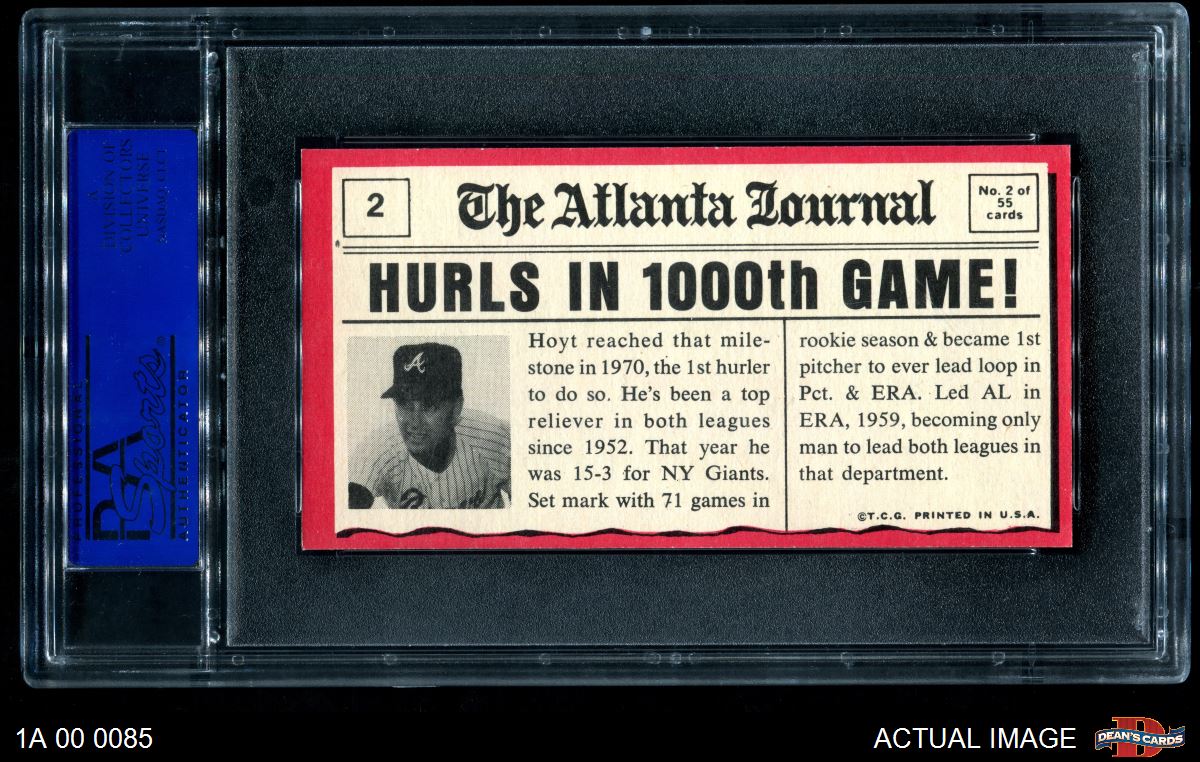 A
DIVISION OF
COLLECTORS
UNIVERSE
NASDAQ: CLCT
PSA
Sports
PROFESSIONAL
AUTHENTICATOR
2
The Atlanta Journal
No. 2 of
55
cards
HURLS IN 1000th GAME!
A
Hoyt reached that mile-
stone in 1970, the 1st hurler
to do so. He's been a top
reliever in both leagues
since 1952. That year he
was 15-3 for NY Giants.
Set mark with 71 games in
rookie season & became 1st
pitcher to ever lead loop in
Pct. & ERA. Led AL in
ERA, 1959, becoming only
man to lead both leagues in
that department.
©T.C.G. PRINTED IN U.S.A.
1A 00 0085
ACTUAL IMAGE
D
DEAN'S CARDS